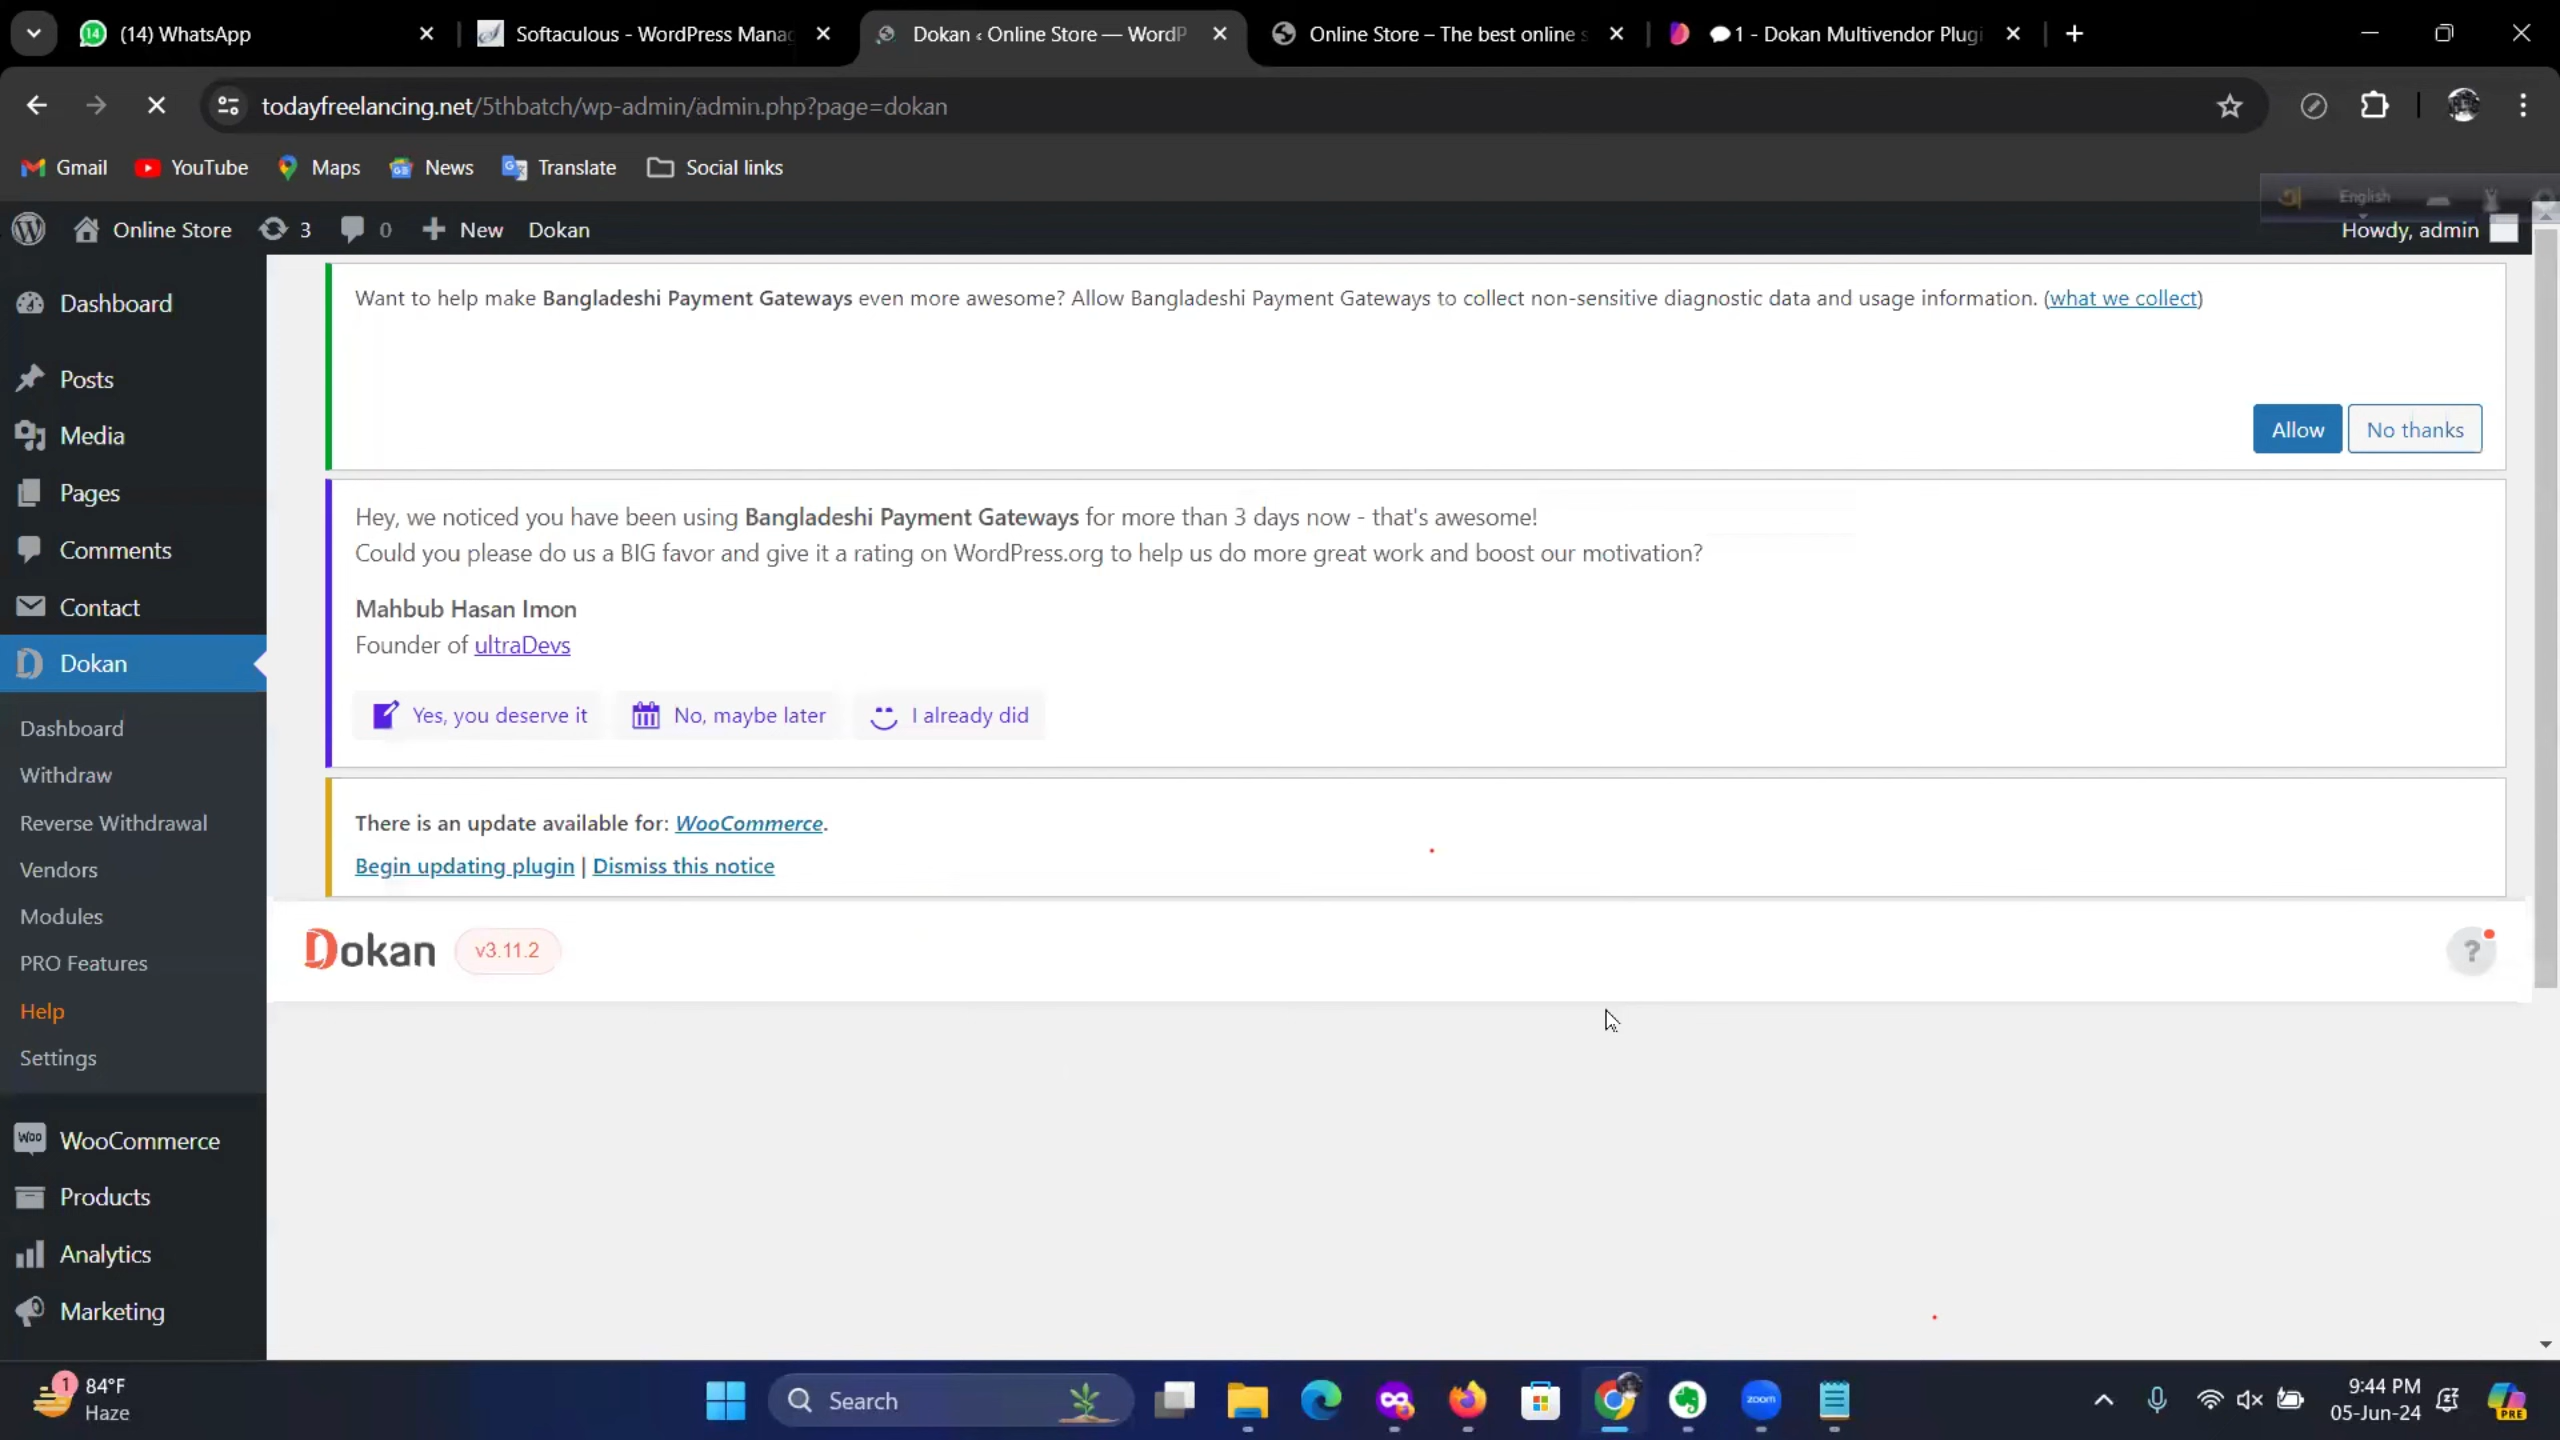 (14) WhatsApp
Softaculous - WordPress Manag
Dokan ‹ Online Store — WordP
Online Store – The best online s
1 - Dokan Multivendor Plugi
todayfreelancing.net/5thbatch/wp-admin/admin.php?page=dokan
Gmail
YouTube
Maps
News
Translate
Social links
English
Online Store
3
0
New
Dokan
Howdy, admin
Dashboard
Posts
Media
Pages
Comments
Contact
Dokan
Dashboard
Withdraw
Reverse Withdrawal
Vendors
Modules
PRO Features
Help
Settings
WooCommerce
Products
Analytics
Marketing
Want to help make Bangladeshi Payment Gateways even more awesome? Allow Bangladeshi Payment Gateways to collect non-sensitive diagnostic data and usage information. (what we collect)
Allow
No thanks
Hey, we noticed you have been using Bangladeshi Payment Gateways for more than 3 days now - that's awesome!
Could you please do us a BIG favor and give it a rating on WordPress.org to help us do more great work and boost our motivation?
Mahbub Hasan Imon
Founder of ultraDevs
Yes, you deserve it
No, maybe later
I already did
There is an update available for: WooCommerce.
Begin updating plugin | Dismiss this notice
Dokan
v3.11.2
?
1
84°F
Haze
Search
zoom
9:44 PM
05-Jun-24
PRE